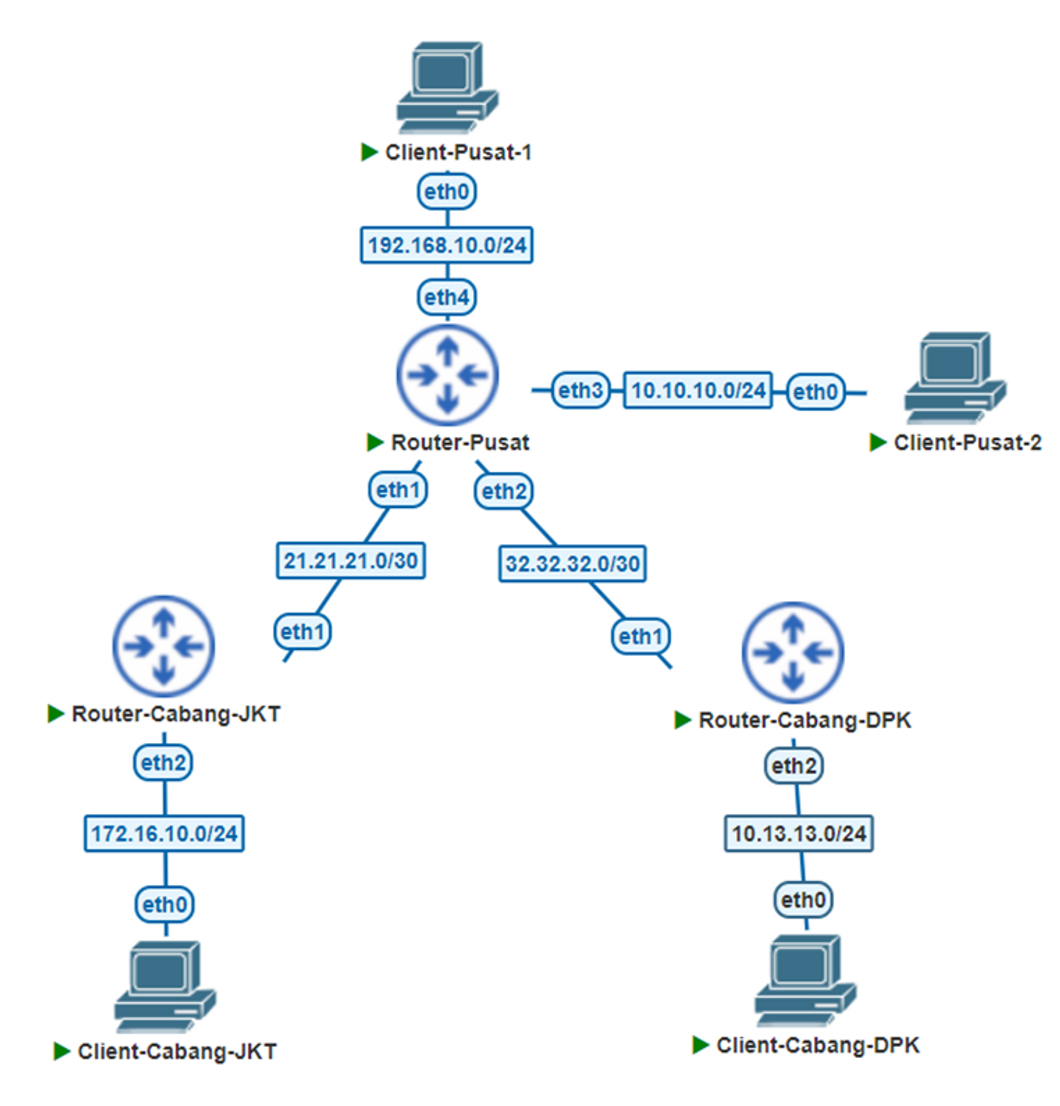 Client-Pusat-1
eth0
192.168.10.0/24
eth4
eth3 10.10.10.0/24 eth0
Router-Pusat
Client-Pusat-2
eth1
eth2
21.21.21.0/30
32.32.32.0/30
eth1
eth1
Router-Cabang-JKT
Router-Cabang-DPK
eth2
eth2
172.16.10.0/24
10.13.13.0/24
eth0
eth0
Client-Cabang-JKT
Client-Cabang-DPK